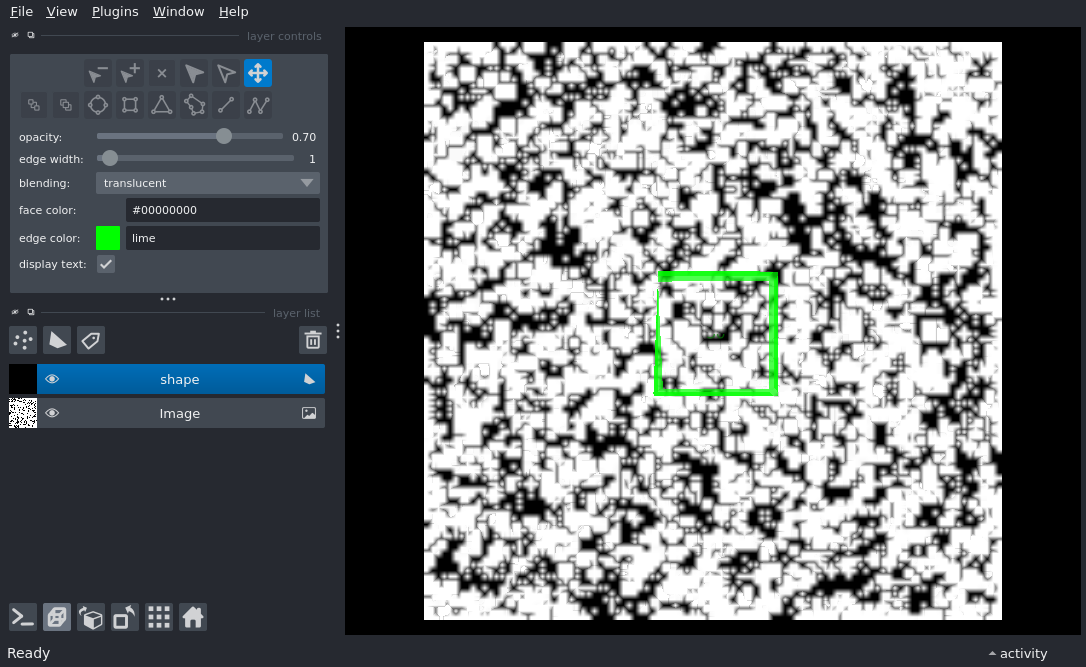 File View Plugins Window Help
layer controls
opacity: 0.70
edge width: 1
blending: translucent
face color: #00000000
edge color: lime
display text:
layer list
shape
Image
Ready
activity